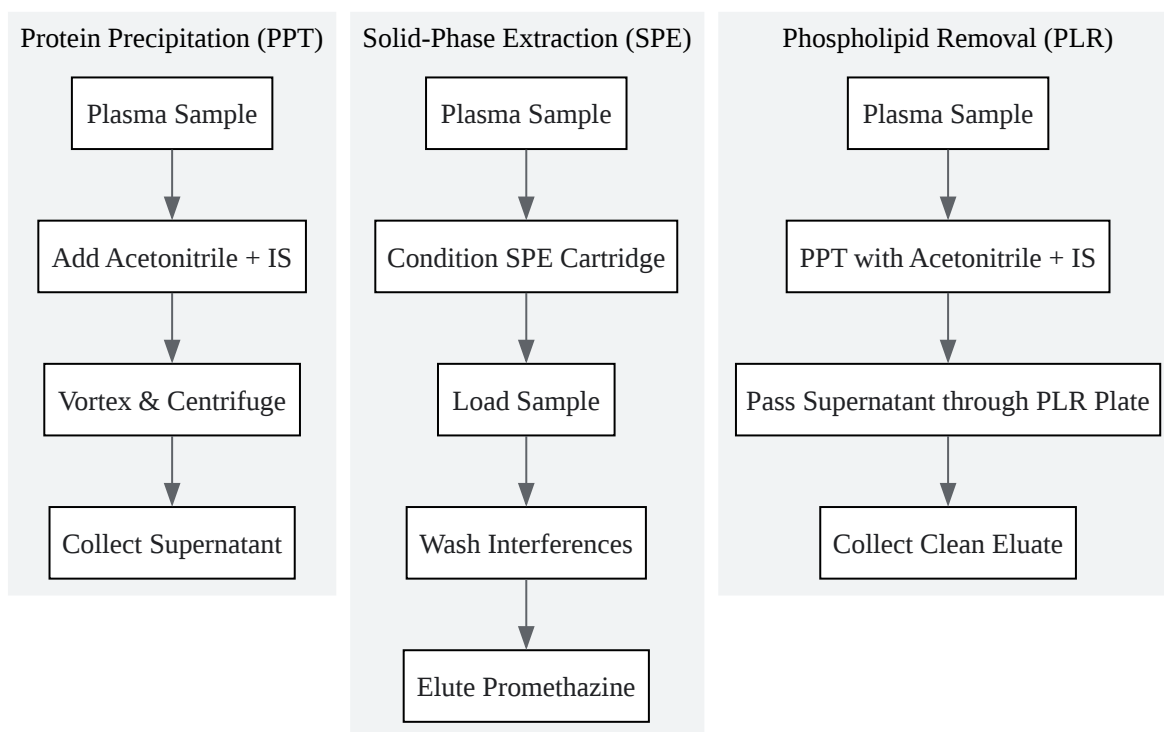 Protein Precipitation (PPT)
Plasma Sample
Add Acetonitrile + IS
Vortex & Centrifuge
Collect Supernatant
Solid-Phase Extraction (SPE)
Plasma Sample
Condition SPE Cartridge
Load Sample
Wash Interferences
Elute Promethazine
Phospholipid Removal (PLR)
Plasma Sample
PPT with Acetonitrile + IS
Pass Supernatant through PLR Plate
Collect Clean Eluate